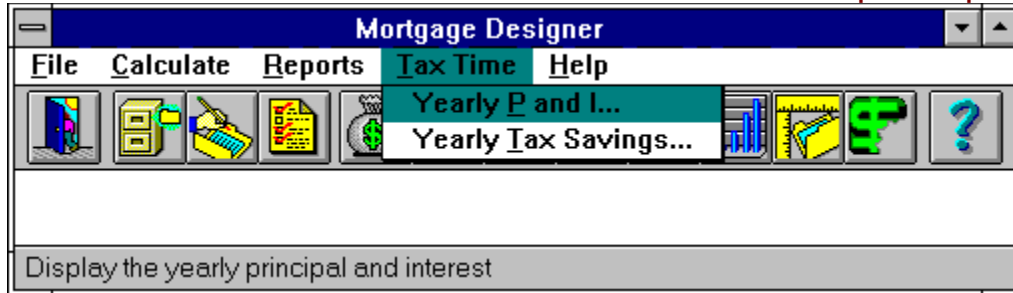 Mortgage Designer
File Calculate Reports Tax Time Help
Yearly P and I...
Yearly Tax Savings...
Display the yearly principal and interest